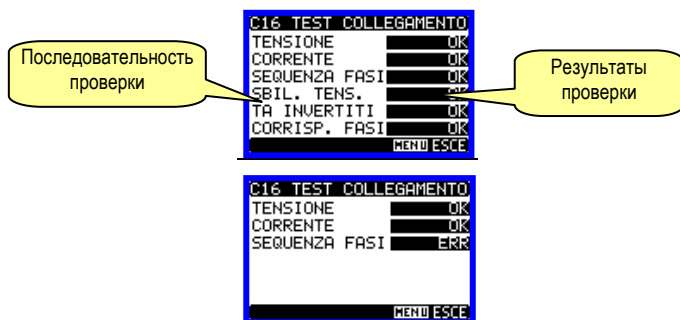 C16 TEST COLLEGAMENTO
TENSIONE OK
CORRENTE OK
SEQUENZA FASI OK
SBIL. TENS.
TA INVERTITI OK
CORRISP. FASI OK
MENU ESCE
Последовательность
проверки
Результаты
проверки
C16 TEST COLLEGAMENTO
TENSIONE OK
CORRENTE OK
SEQUENZA FASI ERR
MENU ESCE